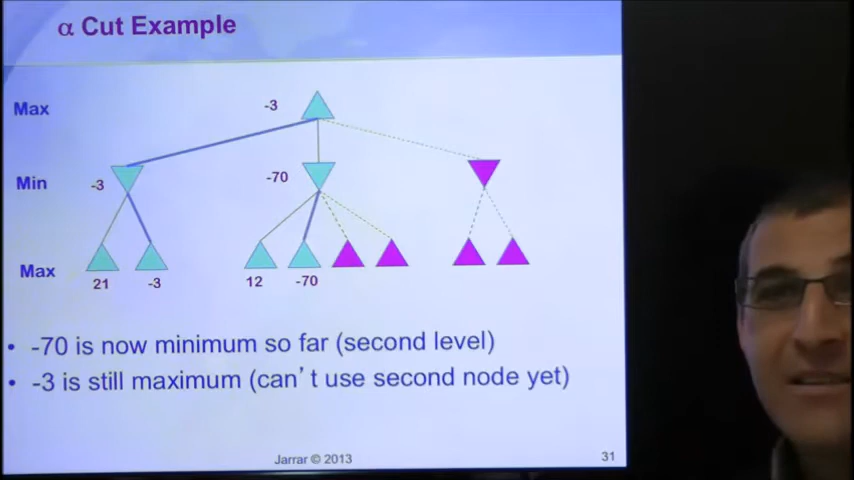 α Cut Example
Max
-3
Min
-3
-70
Max
21
-3
12
-70
• -70 is now minimum so far (second level)
• -3 is still maximum (can't use second node yet)
Jarrar © 2013
31